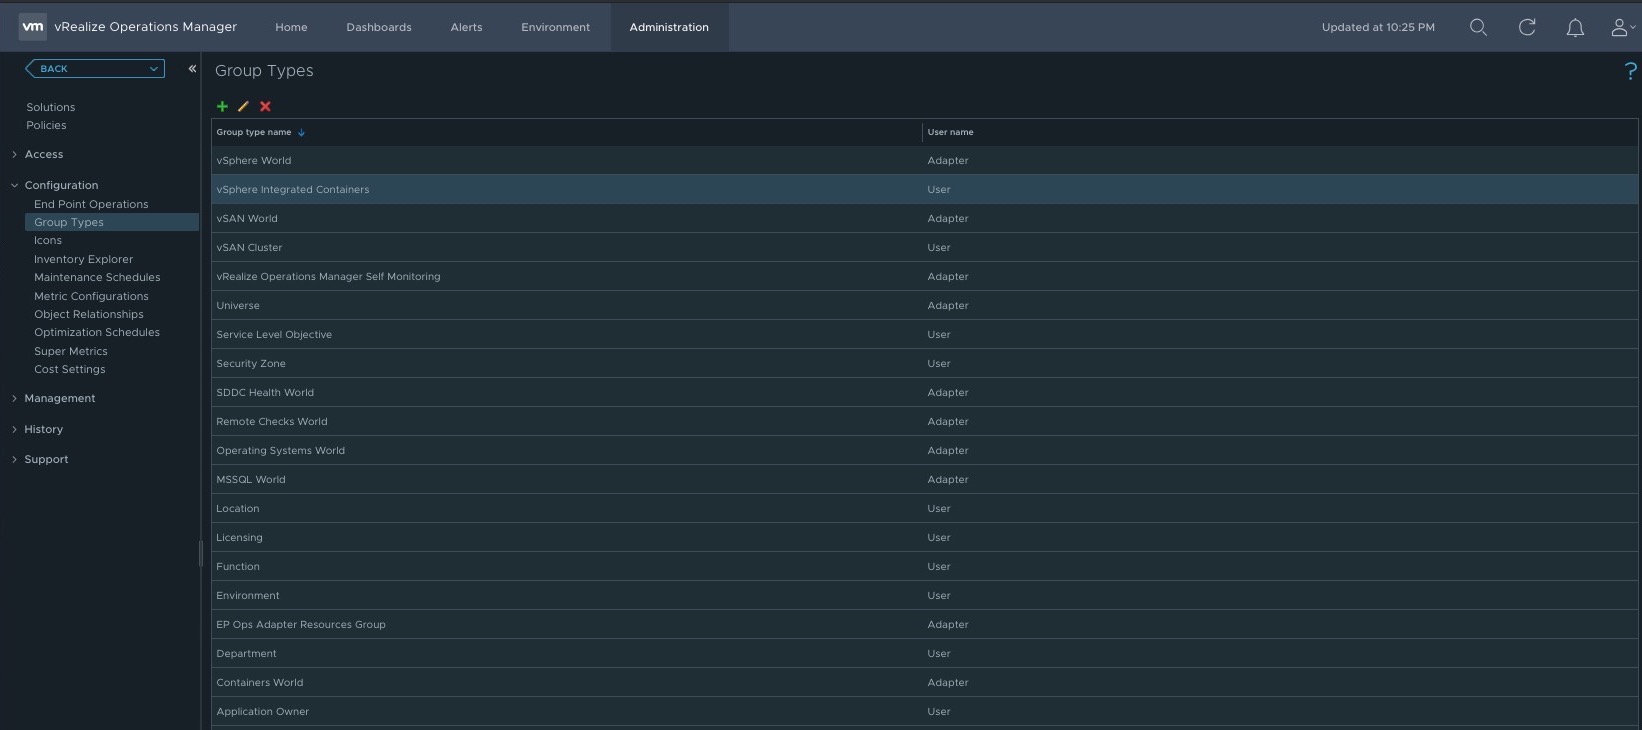 vm vRealize Operations Manager Home Dashboards Alerts Environment Administration Updated at 10:25 PM
BACK
Solutions
Policies
Access
Configuration
End Point Operations
Group Types
Icons
Inventory Explorer
Maintenance Schedules
Metric Configurations
Object Relationships
Optimization Schedules
Super Metrics
Cost Settings
Management
History
Support
Group Types
?
Group type name User name
vSphere World Adapter
vSphere Integrated Containers User
vSAN World Adapter
vSAN Cluster User
vRealize Operations Manager Self Monitoring Adapter
Universe Adapter
Service Level Objective User
Security Zone User
SDDC Health World Adapter
Remote Checks World Adapter
Operating Systems World Adapter
MSSQL World Adapter
Location User
Licensing User
Function User
Environment User
EP Ops Adapter Resources Group Adapter
Department User
Containers World Adapter
Application Owner User